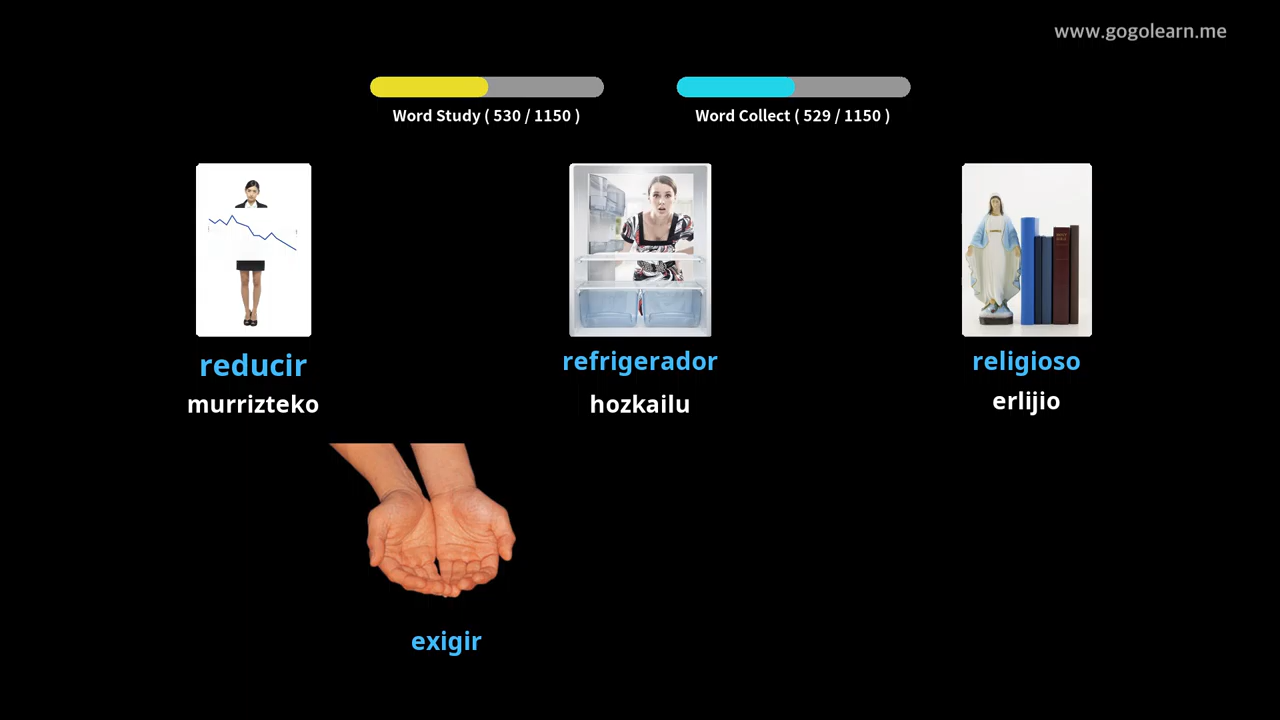 www.gogolearn.me
Word Study ( 530 / 1150 )
Word Collect ( 529 / 1150 )
reducir
murrizteko
refrigerador
hozkailu
religioso
erlijio
exigir